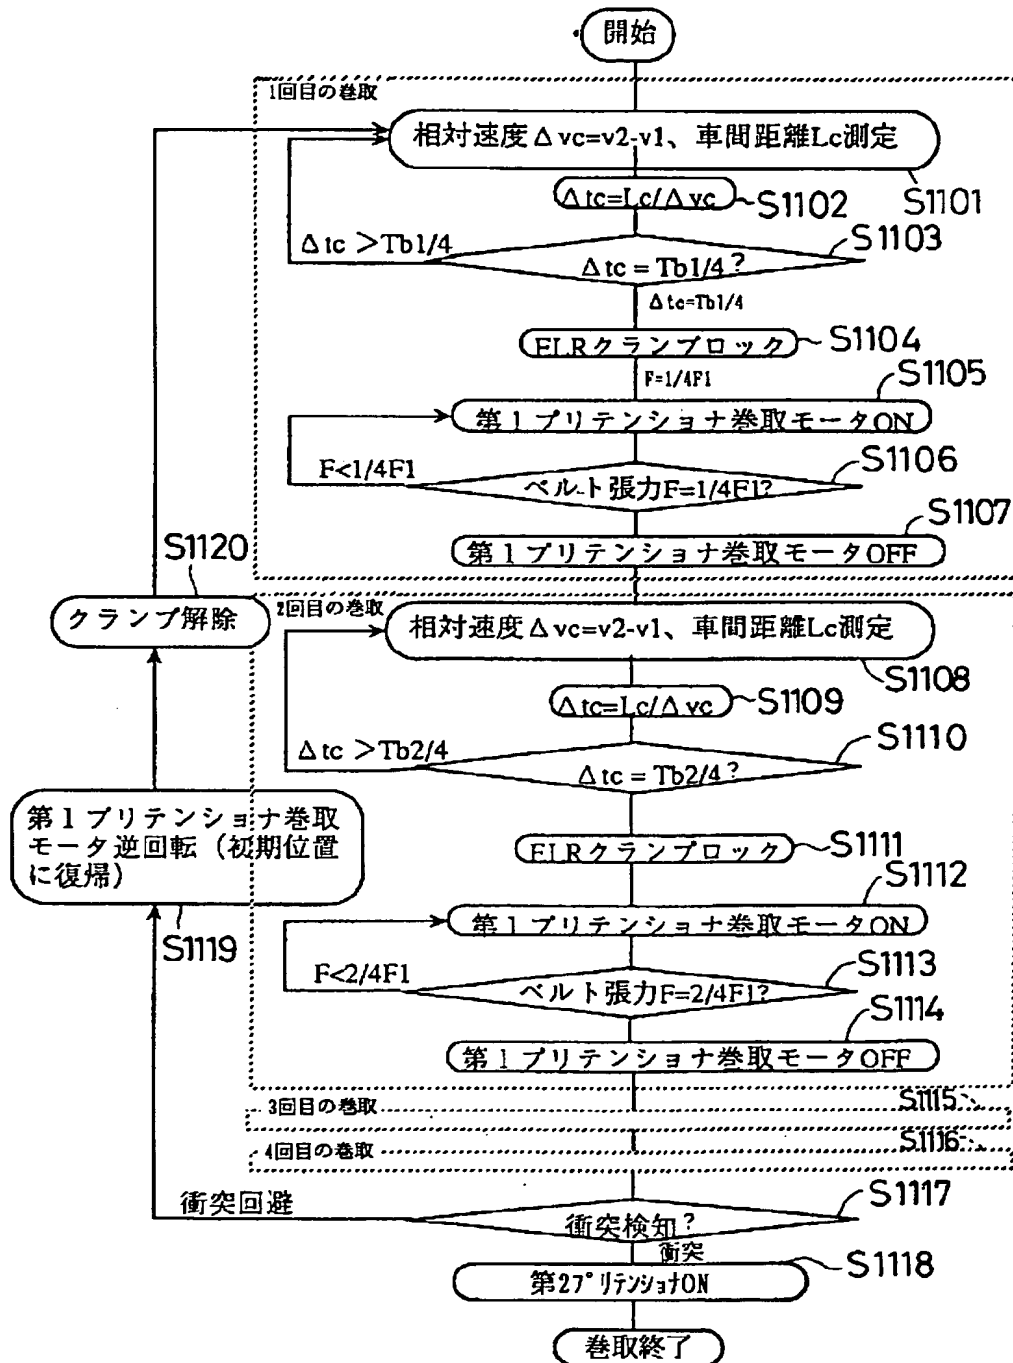 開始
1回目の巻取
相対速度Δvc=v2-v1、車間距離Lc測定
S1101
Δtc=Lc/Δvc
S1102
S1103
Δtc >Tb1/4
Δtc = Tb1/4?
Δtc=Tb1/4
ELRクランプロック
S1104
F=1/4F1
S1105
第1プリテンショナ巻取モータON
F<1/4F1
S1106
ベルト張力F=1/4F1?
S1107
第1プリテンショナ巻取モータOFF
S1120
クランプ解除
2回目の巻取
相対速度Δvc=v2-v1、車間距離Lc測定
S1108
Δtc=Lc/Δvc
S1109
Δtc >Tb2/4
S1110
Δtc = Tb2/4?
第1プリテンショナ巻取
モータ逆回転(初期位置
に復帰)
S1119
ELRクランプロック
S1111
S1112
第1プリテンショナ巻取モータON
F<2/4F1
S1113
ベルト張力F=2/4F1?
S1114
第1プリテンショナ巻取モータOFF
3回目の巻取
S1115
4回目の巻取
S1116
衝突回避
S1117
衝突検知?
衝突
S1118
第2プリテンショナON
巻取終了